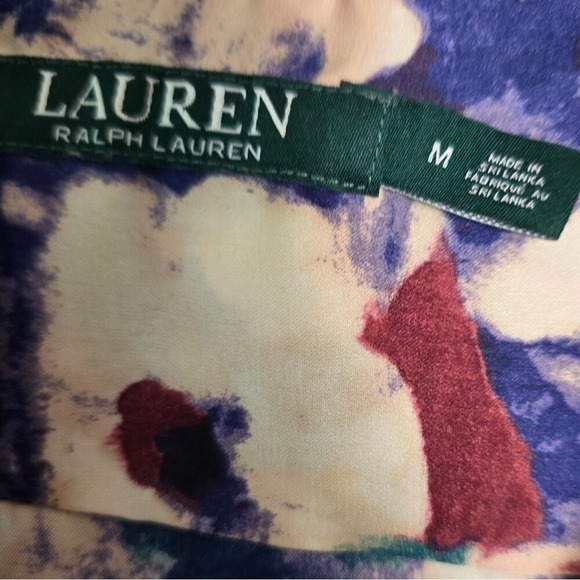 LAUREN
RALPH LAUREN
M
MADE IN
SRI LANKA
FABRIQUÉ AU
SRI LANKA